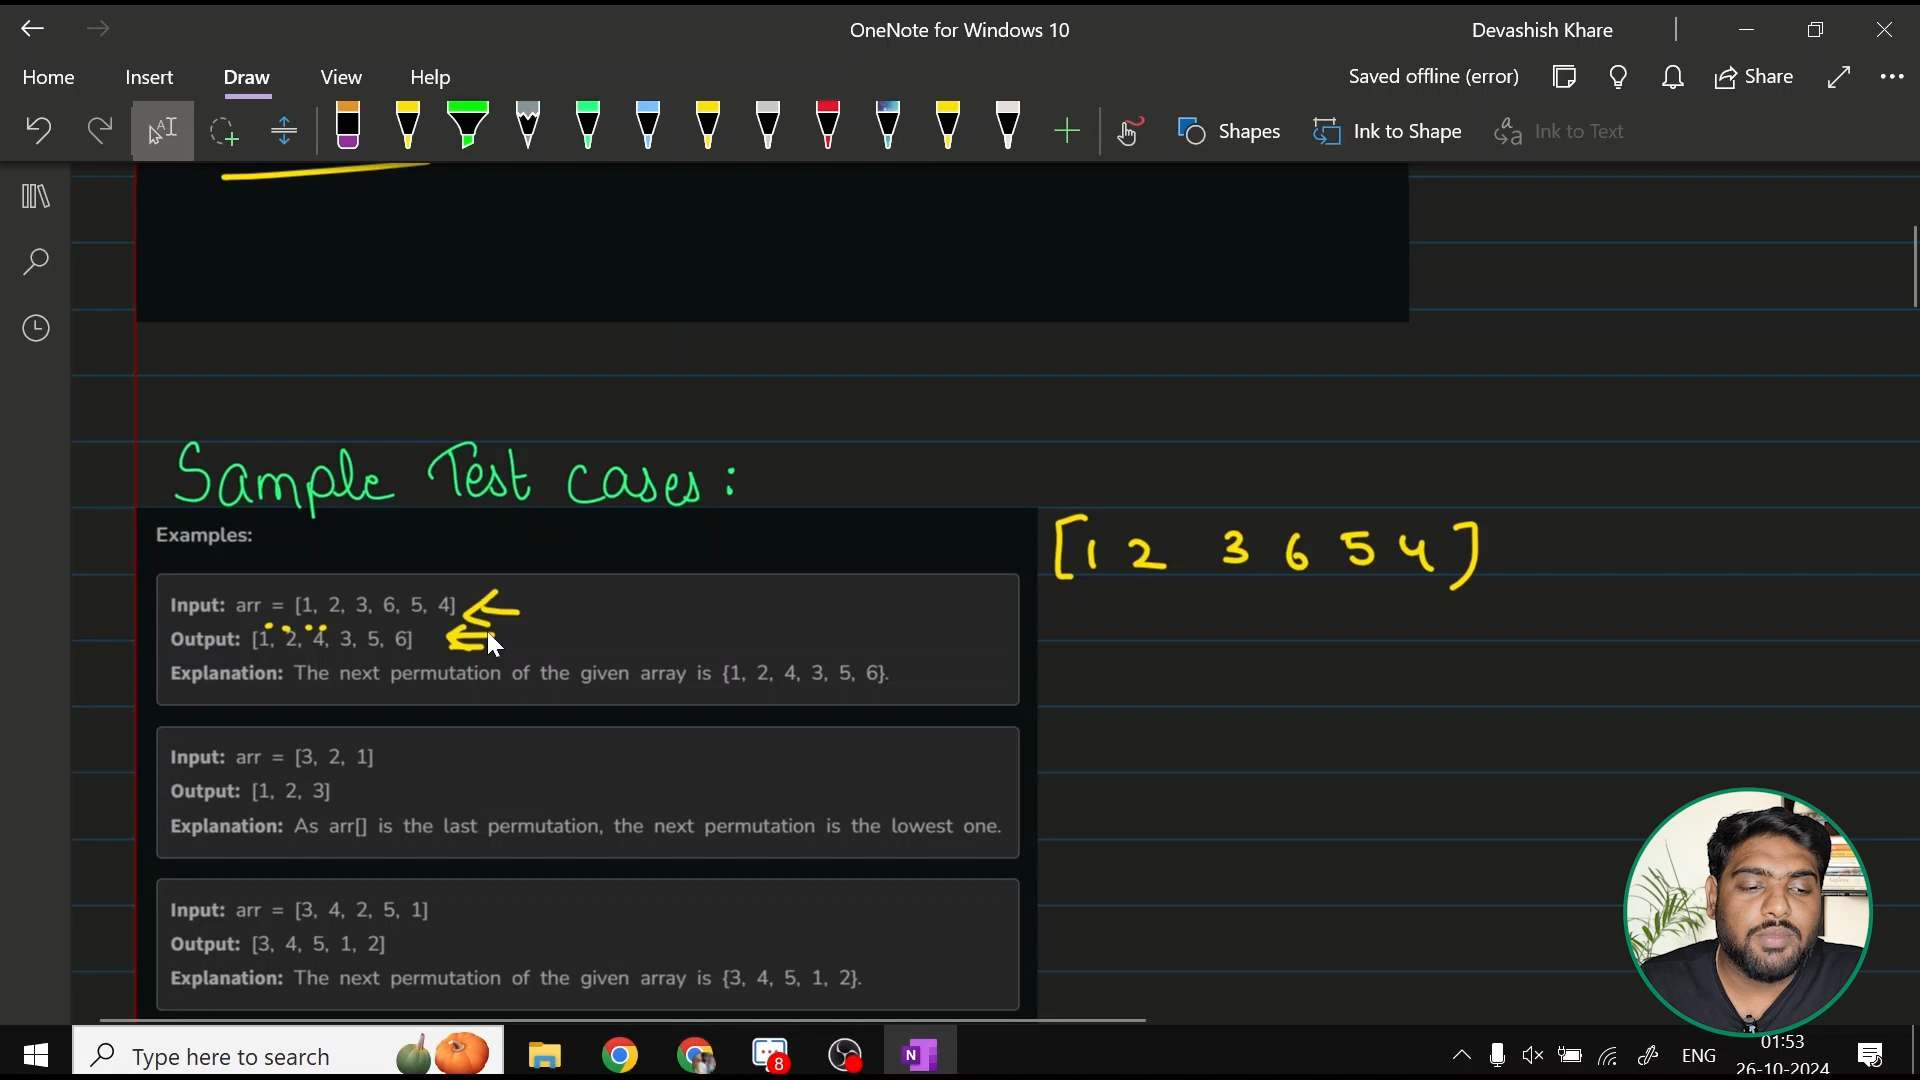 OneNote for Windows 10
Devashish Khare
Home Insert Draw View Help
Saved offline (error) Share
Shapes Ink to Shape Ink to Text
Sample Test cases :
Examples:
[1 2 3 6 5 4]
Input: arr = [1, 2, 3, 6, 5, 4]
Output: [1, 2, 4, 3, 5, 6]
Explanation: The next permutation of the given array is {1, 2, 4, 3, 5, 6}.
Input: arr = [3, 2, 1]
Output: [1, 2, 3]
Explanation: As arr[] is the last permutation, the next permutation is the lowest one.
Input: arr = [3, 4, 2, 5, 1]
Output: [3, 4, 5, 1, 2]
Explanation: The next permutation of the given array is {3, 4, 5, 1, 2}.
Type here to search
8
N
ENG
01:53
26-10-2024